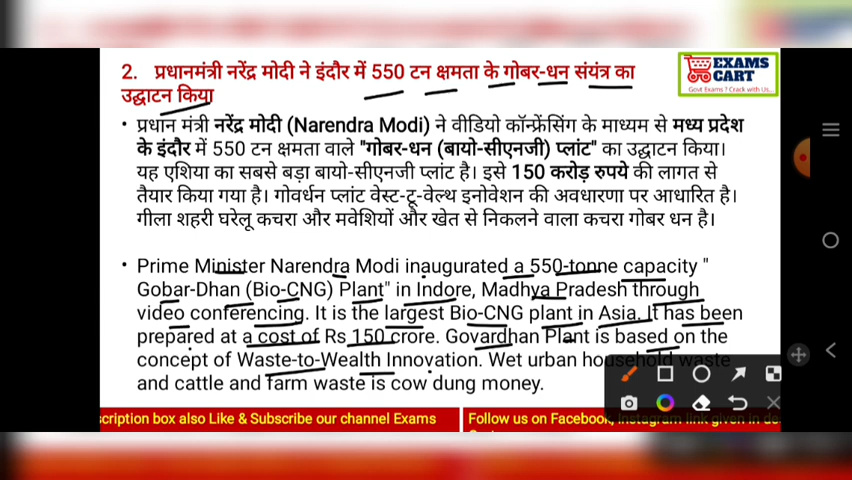 2. प्रधानमंत्री नरेंद्र मोदी ने इंदौर में 550 टन क्षमता के गोबर-धन संयंत्र का
उद्घाटन किया
EXAMS
CART
Govt Exams ? Crack with Us..
• प्रधान मंत्री नरेंद्र मोदी (Narendra Modi) ने वीडियो कॉन्फ्रेंसिंग के माध्यम से मध्य प्रदेश
के इंदौर में 550 टन क्षमता वाले "गोबर-धन (बायो-सीएनजी) प्लांट" का उद्घाटन किया।
यह एशिया का सबसे बड़ा बायो-सीएनजी प्लांट है। इसे 150 करोड़ रुपये की लागत से
तैयार किया गया है। गोवर्धन प्लांट वेस्ट-टू-वेल्थ इनोवेशन की अवधारणा पर आधारित है।
गीला शहरी घरेलू कचरा और मवेशियों और खेत से निकलने वाला कचरा गोबर धन है।
• Prime Minister Narendra Modi inaugurated a 550-tonne capacity "
Gobar-Dhan (Bio-CNG) Plant" in Indore, Madhya Pradesh through
video conferencing. It is the largest Bio-CNG plant in Asia. It has been
prepared at a cost of Rs 150 crore. Govardhan Plant is based on the
concept of Waste-to-Wealth Innovation. Wet urban household waste
and cattle and farm waste is cow dung money.
scription box also Like & Subscribe our channel Exams
Follow us on Facebook, Instagram link given in de